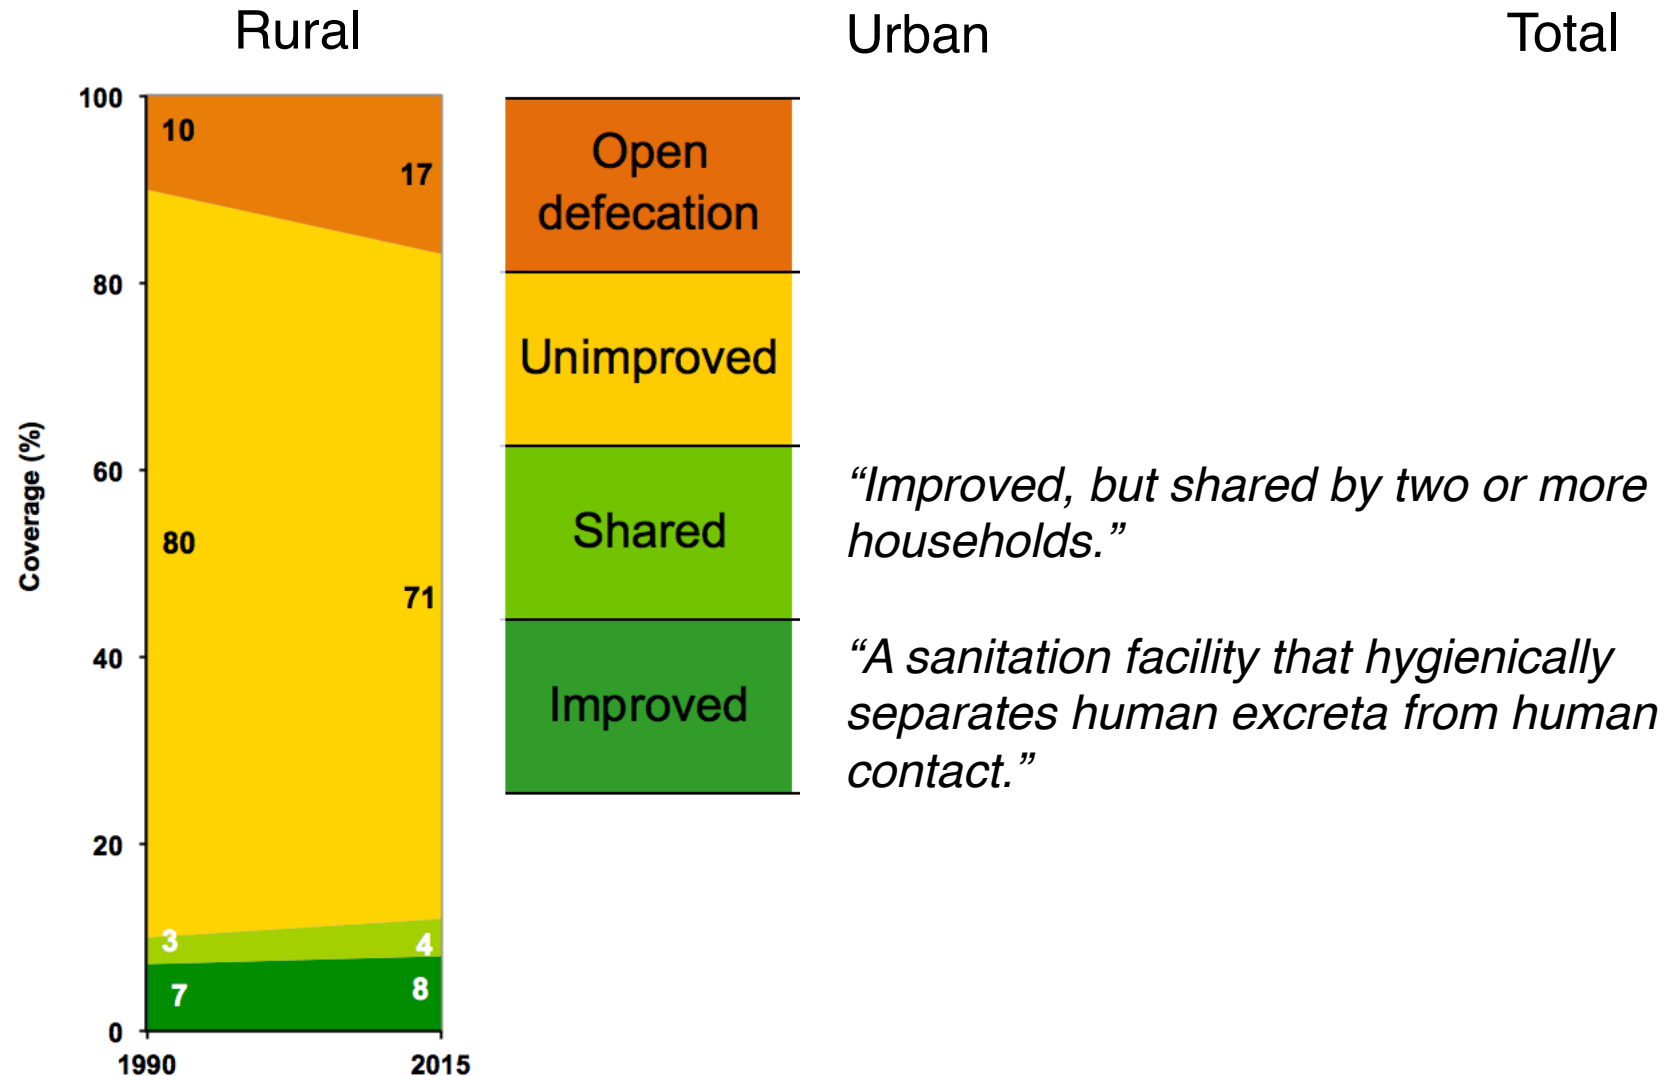 Rural
Urban
Total
100
80
60
40
20
0
Coverage (%)
10
17
80
71
3
4
7
8
1990
2015
Open
defecation
Unimproved
Shared
Improved
“Improved, but shared by two or more
households.”
“A sanitation facility that hygienically
separates human excreta from human
contact.”